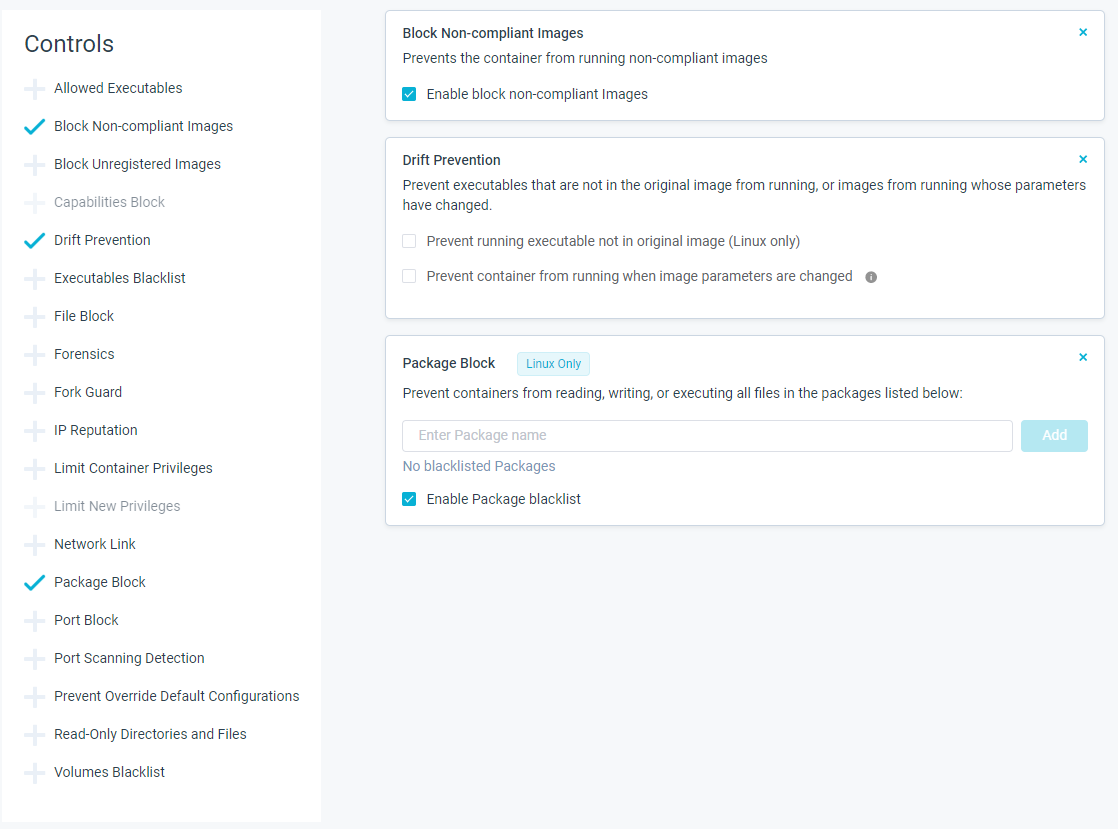 Controls
Allowed Executables
Block Non-compliant Images
Block Unregistered Images
Capabilities Block
Drift Prevention
Executables Blacklist
File Block
Forensics
Fork Guard
IP Reputation
Limit Container Privileges
Limit New Privileges
Network Link
Package Block
Port Block
Port Scanning Detection
Prevent Override Default Configurations
Read-Only Directories and Files
Volumes Blacklist
Block Non-compliant Images
Prevents the container from running non-compliant images
Enable block non-compliant Images
Drift Prevention
Prevent executables that are not in the original image from running, or images from running whose parameters
have changed.
Prevent running executable not in original image (Linux only)
Prevent container from running when image parameters are changed
Package Block Linux Only
Prevent containers from reading, writing, or executing all files in the packages listed below:
Enter Package name Add
No blacklisted Packages
Enable Package blacklist